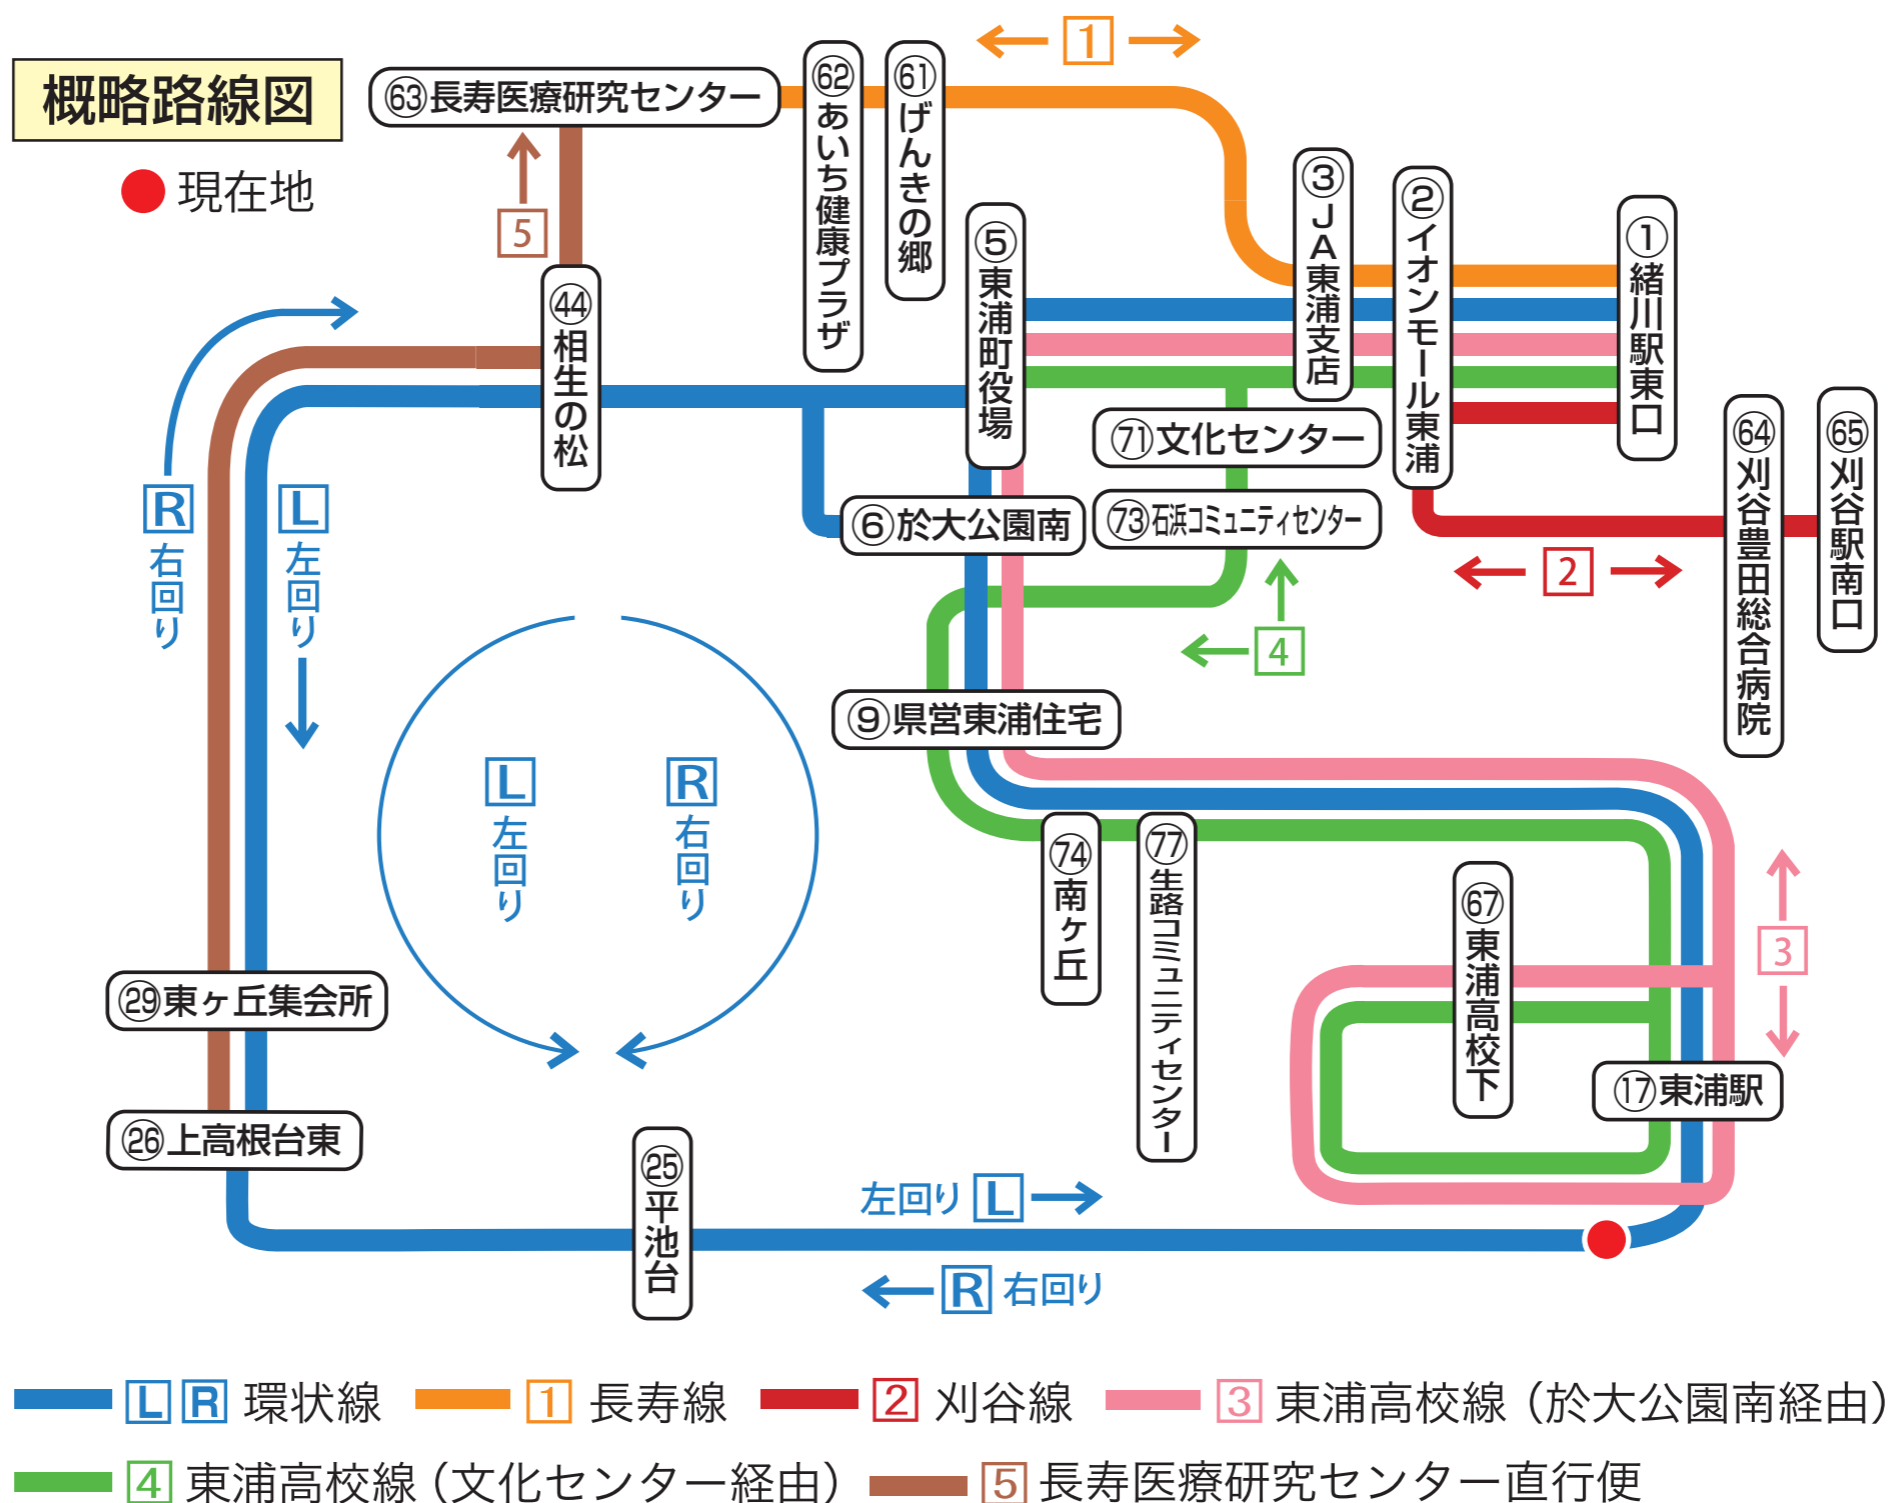 概略路線図
現在地
1
63長寿医療研究センター
62あいち健康プラザ
61げんきの郷
3JA東浦支店
2イオンモール東浦
1緒川駅東口
5東浦町役場
5
44相生の松
71文化センター
73石浜コミュニティセンター
6於大公園南
64刈谷豊田総合病院
65刈谷駅南口
2
R右回り
L左回り
4
9県営東浦住宅
L左回り
R右回り
74南ヶ丘
77生路コミュニティセンター
67東浦高校下
3
29東ヶ丘集会所
17東浦駅
26上高根台東
25平池台
左回りL
R右回り
L R 環状線 1 長寿線 2 刈谷線 3 東浦高校線（於大公園南経由）
4 東浦高校線（文化センター経由） 5 長寿医療研究センター直行便